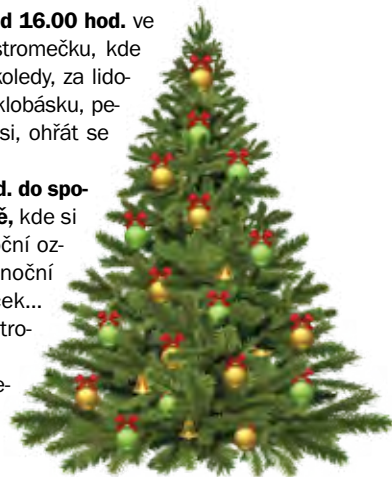 d 16.00 hod. ve
stromečku, kde
koledy, za lido-
klobásku, pe-
si, ohřát se
d. do spo-
ě, kde si
ční oz-
noční
ček...
tro-
e-